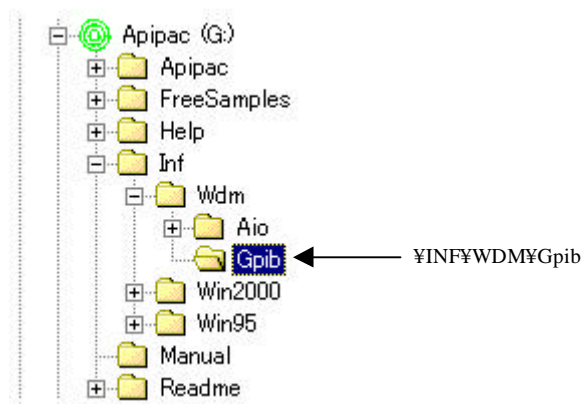 Apipac (G:)
Apipac
FreeSamples
Help
Inf
Wdm
Aio
Gpib
¥INF¥WDM¥Gpib
Win2000
Win95
Manual
Readme